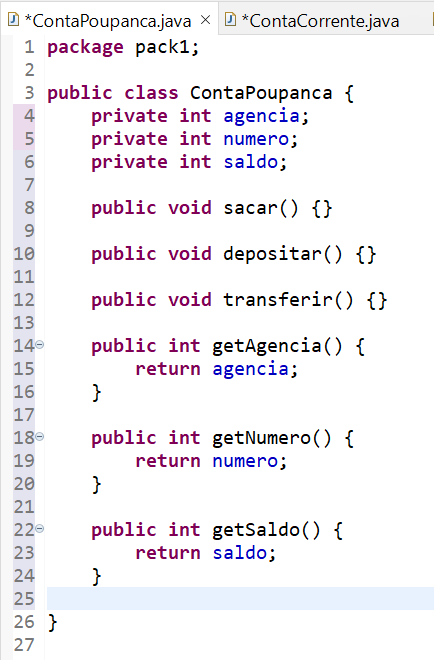 *ContaPoupanca.java × *ContaCorrente.java
1 package pack1;
2
3 public class ContaPoupanca {
4     private int agencia;
5     private int numero;
6     private int saldo;
7
8     public void sacar() {}
9
10     public void depositar() {}
11
12     public void transferir() {}
13
14     public int getAgencia() {
15         return agencia;
16     }
17
18     public int getNumero() {
19         return numero;
20     }
21
22     public int getSaldo() {
23         return saldo;
24     }
25
26 }
27